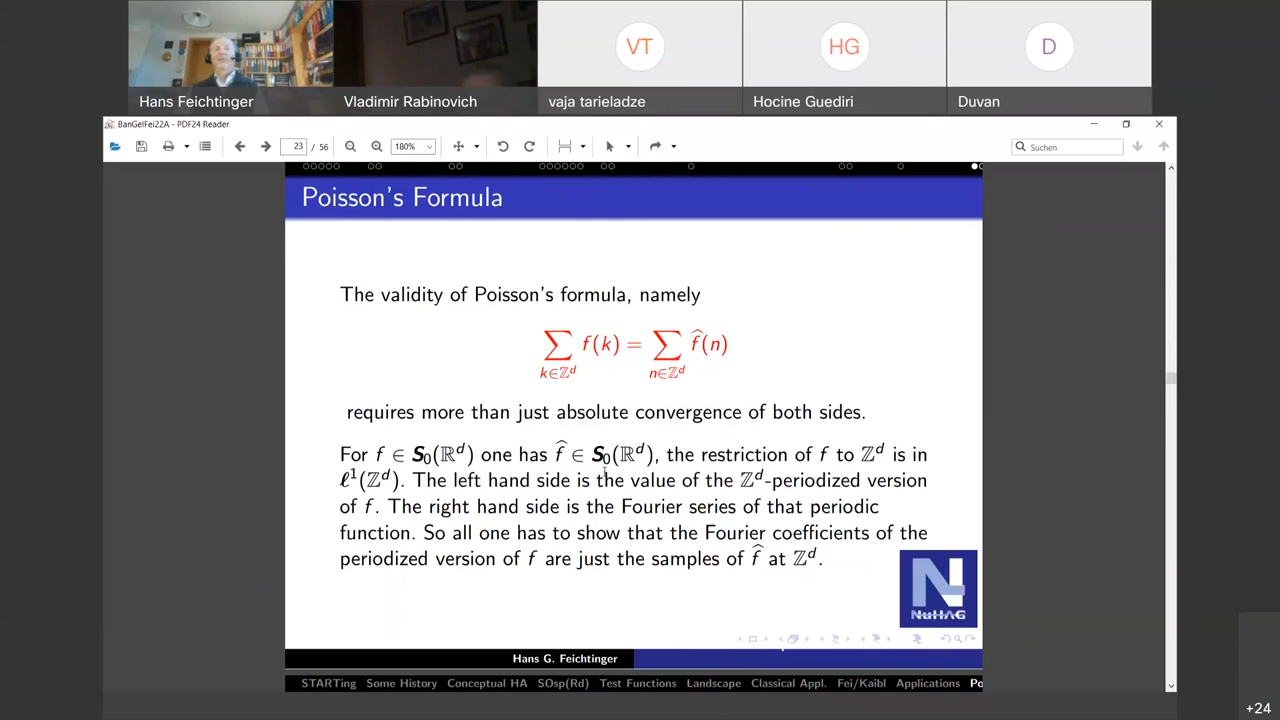 VT
HG
D
Hans Feichtinger
Vladimir Rabinovich
vaja tarieladze
Hocine Guediri
Duvan
BanGelFei22A - PDF24 Reader
23 / 56
180%
Suchen
Poisson's Formula
The validity of Poisson's formula, namely
∑_{k∈ℤ^d} f(k) = ∑_{n∈ℤ^d} f̂(n)
requires more than just absolute convergence of both sides.
For f ∈ S₀(ℝ^d) one has f̂ ∈ S₀(ℝ^d), the restriction of f to ℤ^d is in
ℓ¹(ℤ^d). The left hand side is the value of the ℤ^d-periodized version
of f. The right hand side is the Fourier series of that periodic
function. So all one has to show that the Fourier coefficients of the
periodized version of f are just the samples of f̂ at ℤ^d.
N
NuHAG
Hans G. Feichtinger
STARTing Some History Conceptual HA SOsp(Rd) Test Functions Landscape Classical Appl. Fei/Kaibl Applications Po
+24